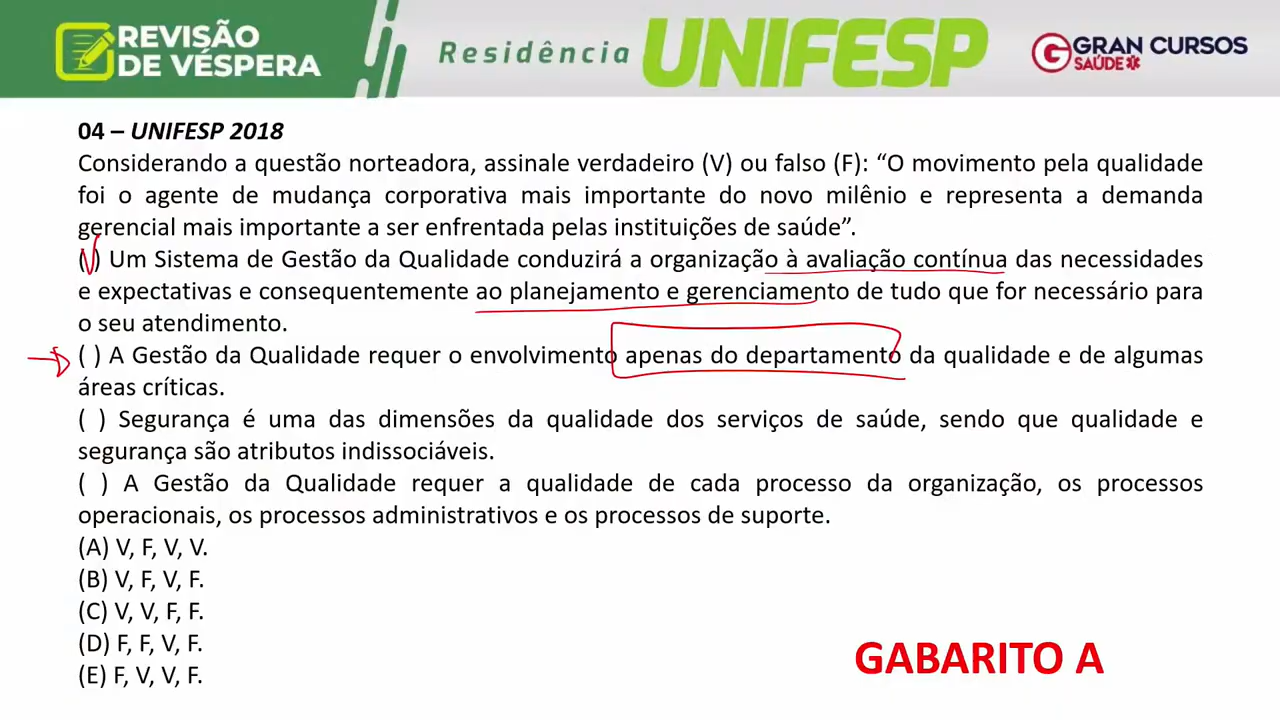 REVISÃO
DE VÉSPERA
Residência UNIFESP
GRAN CURSOS
SAÚDE
04 – UNIFESP 2018
Considerando a questão norteadora, assinale verdadeiro (V) ou falso (F): “O movimento pela qualidade
foi o agente de mudança corporativa mais importante do novo milênio e representa a demanda
gerencial mais importante a ser enfrentada pelas instituições de saúde”.
(V) Um Sistema de Gestão da Qualidade conduzirá a organização à avaliação contínua das necessidades
e expectativas e consequentemente ao planejamento e gerenciamento de tudo que for necessário para
o seu atendimento.
( ) A Gestão da Qualidade requer o envolvimento apenas do departamento da qualidade e de algumas
áreas críticas.
( ) Segurança é uma das dimensões da qualidade dos serviços de saúde, sendo que qualidade e
segurança são atributos indissociáveis.
( ) A Gestão da Qualidade requer a qualidade de cada processo da organização, os processos
operacionais, os processos administrativos e os processos de suporte.
(A) V, F, V, V.
(B) V, F, V, F.
(C) V, V, F, F.
(D) F, F, V, F.
(E) F, V, V, F.
GABARITO A